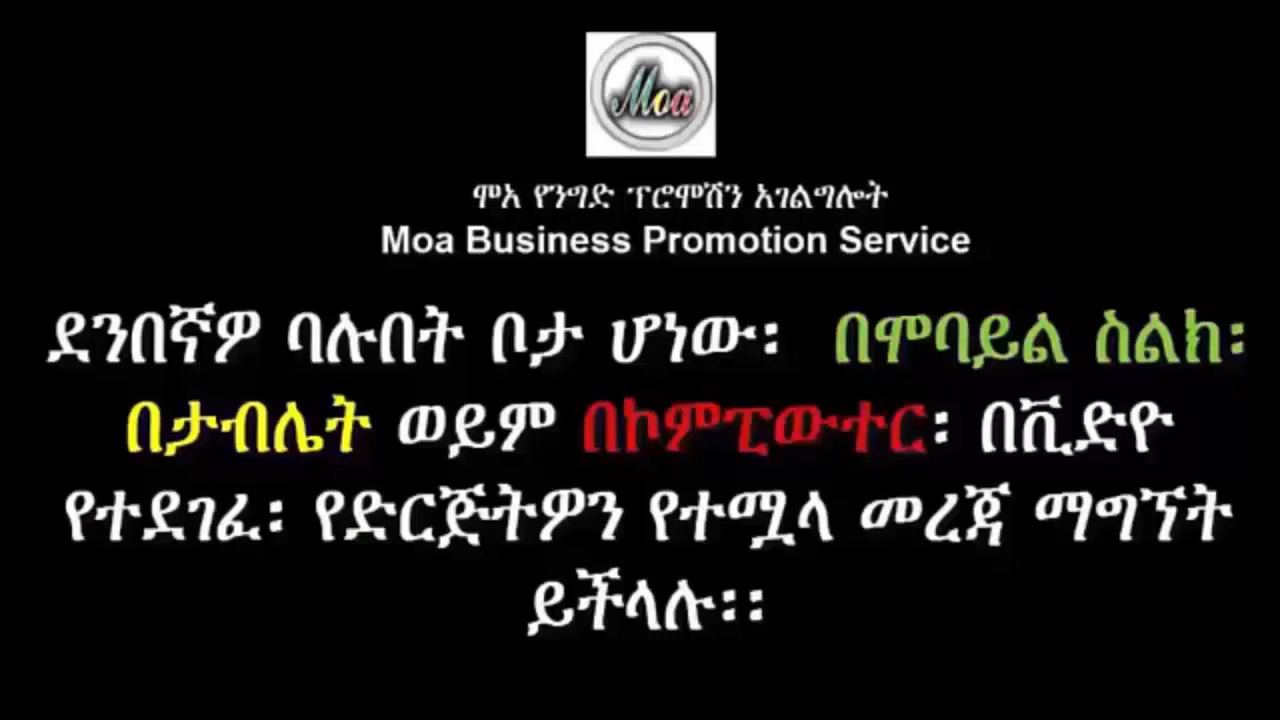 Moa
ሞአ የንግድ ፕሮሞሽን አገልግሎት
Moa Business Promotion Service
ደንበኛዎ ባሉበት ቦታ ሆነው፡ በሞባይል ስልክ፡
በታብሌት ወይም በኮምፒውተር፡ በቪድዮ
የተደገፈ፡ የድርጅትዎን የተሟላ መረጃ ማግኘት
ይችላሉ፡፡